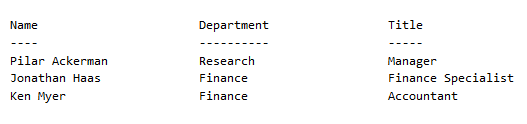 Name Department Title
---- ---------- -----
Pilar Ackerman Research Manager
Jonathan Haas Finance Finance Specialist
Ken Myer Finance Accountant